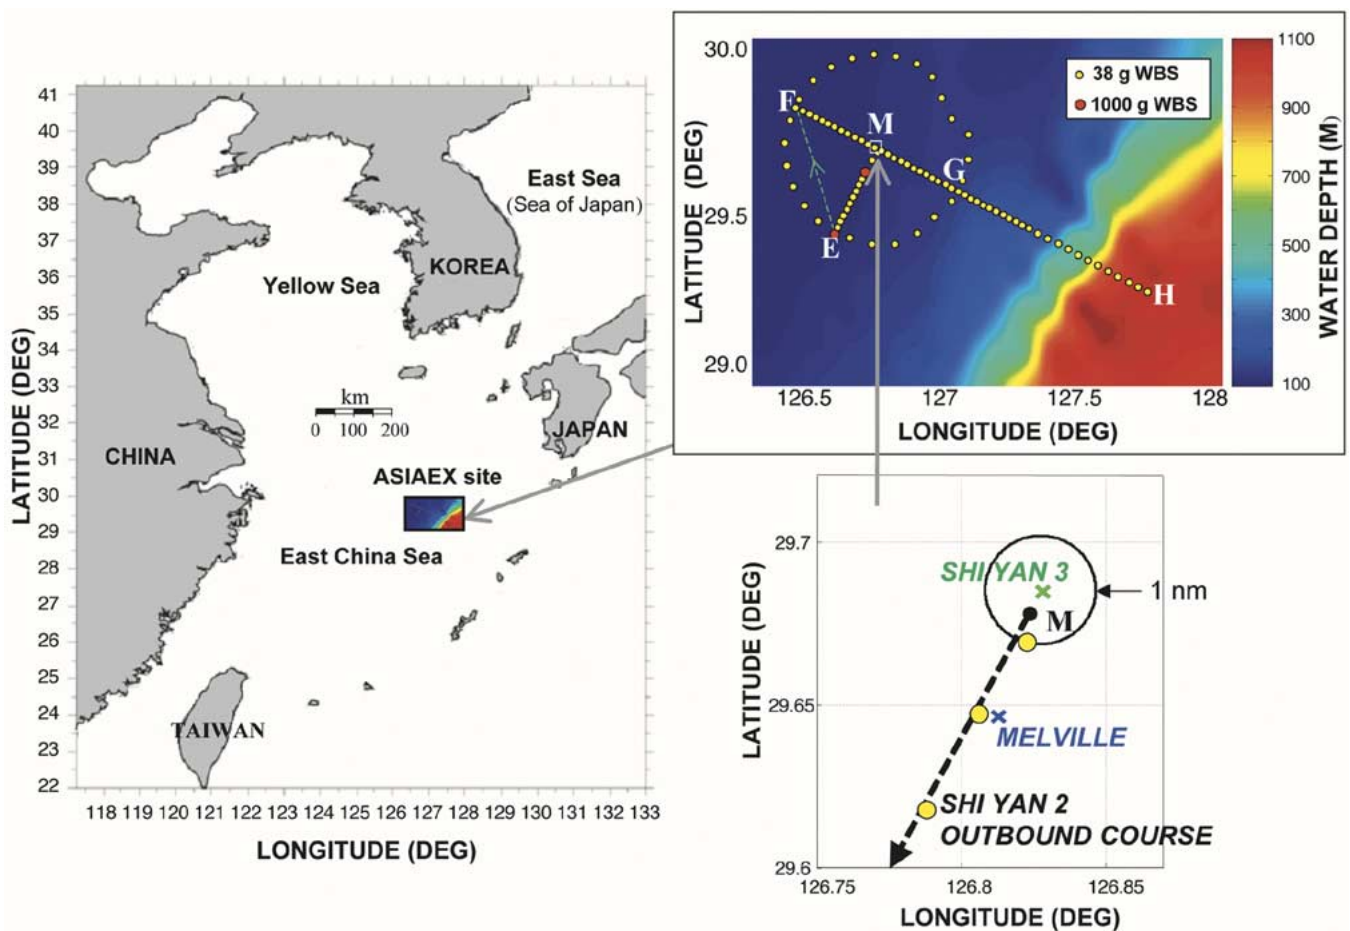 41
40
39
38
37
36
35
34
33
32
31
30
29
28
27
26
25
24
23
22
LATITUDE (DEG)
118 119 120 121 122 123 124 125 126 127 128 129 130 131 132 133
LONGITUDE (DEG)
East Sea
(Sea of Japan)
KOREA
Yellow Sea
km
0 100 200
JAPAN
CHINA
ASIAEX site
East China Sea
TAIWAN
30.0
29.5
29.0
LATITUDE (DEG)
126.5 127 127.5 128
LONGITUDE (DEG)
38 g WBS
1000 g WBS
F
M
G
E
H
1100
900
700
500
300
100
WATER DEPTH (M)
29.7
29.65
29.6
LATITUDE (DEG)
126.75 126.8 126.85
LONGITUDE (DEG)
SHI YAN 3
1 nm
M
MELVILLE
SHI YAN 2
OUTBOUND COURSE